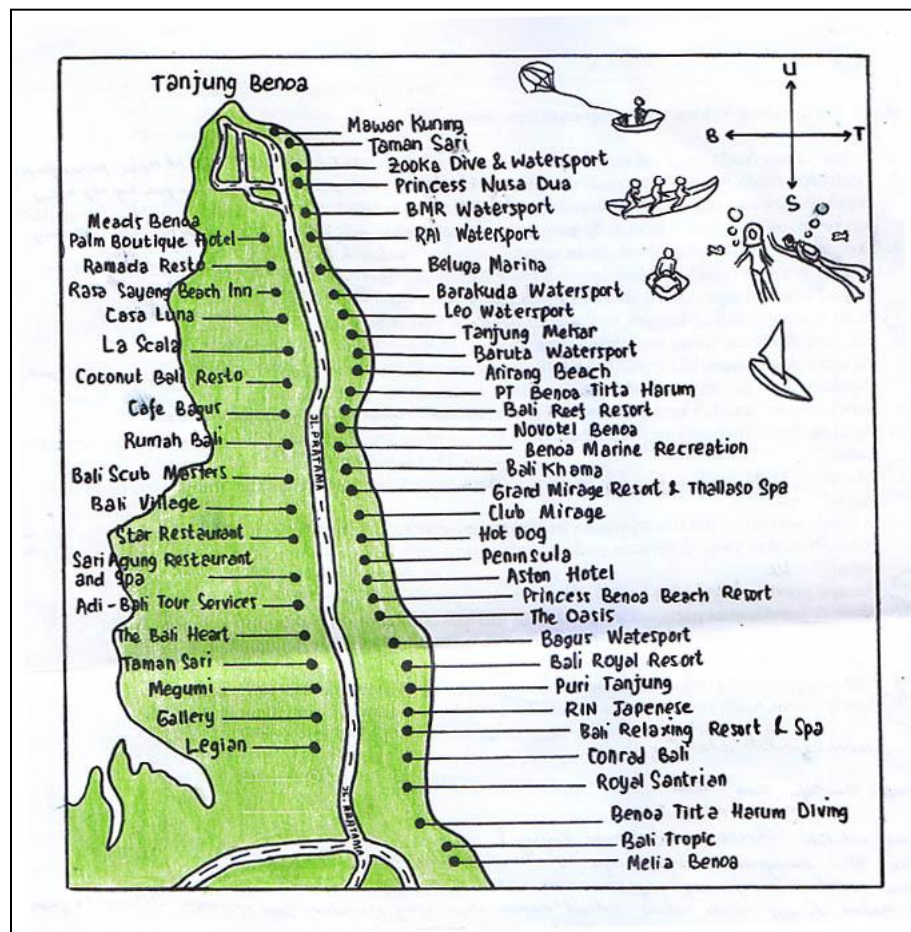 Tanjung Benoa
U
B
T
S
Mawar Kuning
Taman Sari
Zooka Dive & Watersport
Princess Nusa Dua
BMR Watersport
RAI Watersport
Beluga Marina
Barakuda Watersport
Leo Watersport
Tanjung Mekar
Baruta Watersport
Arirang Beach
PT Benoa Tirta Harum
Bali Reef Resort
Novotel Benoa
Benoa Marine Recreation
Bali Khama
Grand Mirage Resort & Thallaso Spa
Club Mirage
Hot Dog
Peninsula
Aston Hotel
Princess Benoa Beach Resort
The Oasis
Bagus Watesport
Bali Royal Resort
Puri Tanjung
RIN Japenese
Bali Relaxing Resort & Spa
Conrad Bali
Royal Santrian
Benoa Tirta Harum Diving
Bali Tropic
Melia Benoa
Meads Benoa
Palm Boutique Hotel
Ramada Resto
Rasa Sayang Beach Inn
Casa Luna
La Scala
Coconut Bali Resto
Cafe Bagus
Rumah Bali
Bali Scub Masters
Bali Village
Star Restaurant
Sari Agung Restaurant
and Spa
Adi-Bali Tour Services
The Bali Heart
Taman Sari
Megumi
Gallery
Legian
JL. PRATAMA
JL. PRATAMA